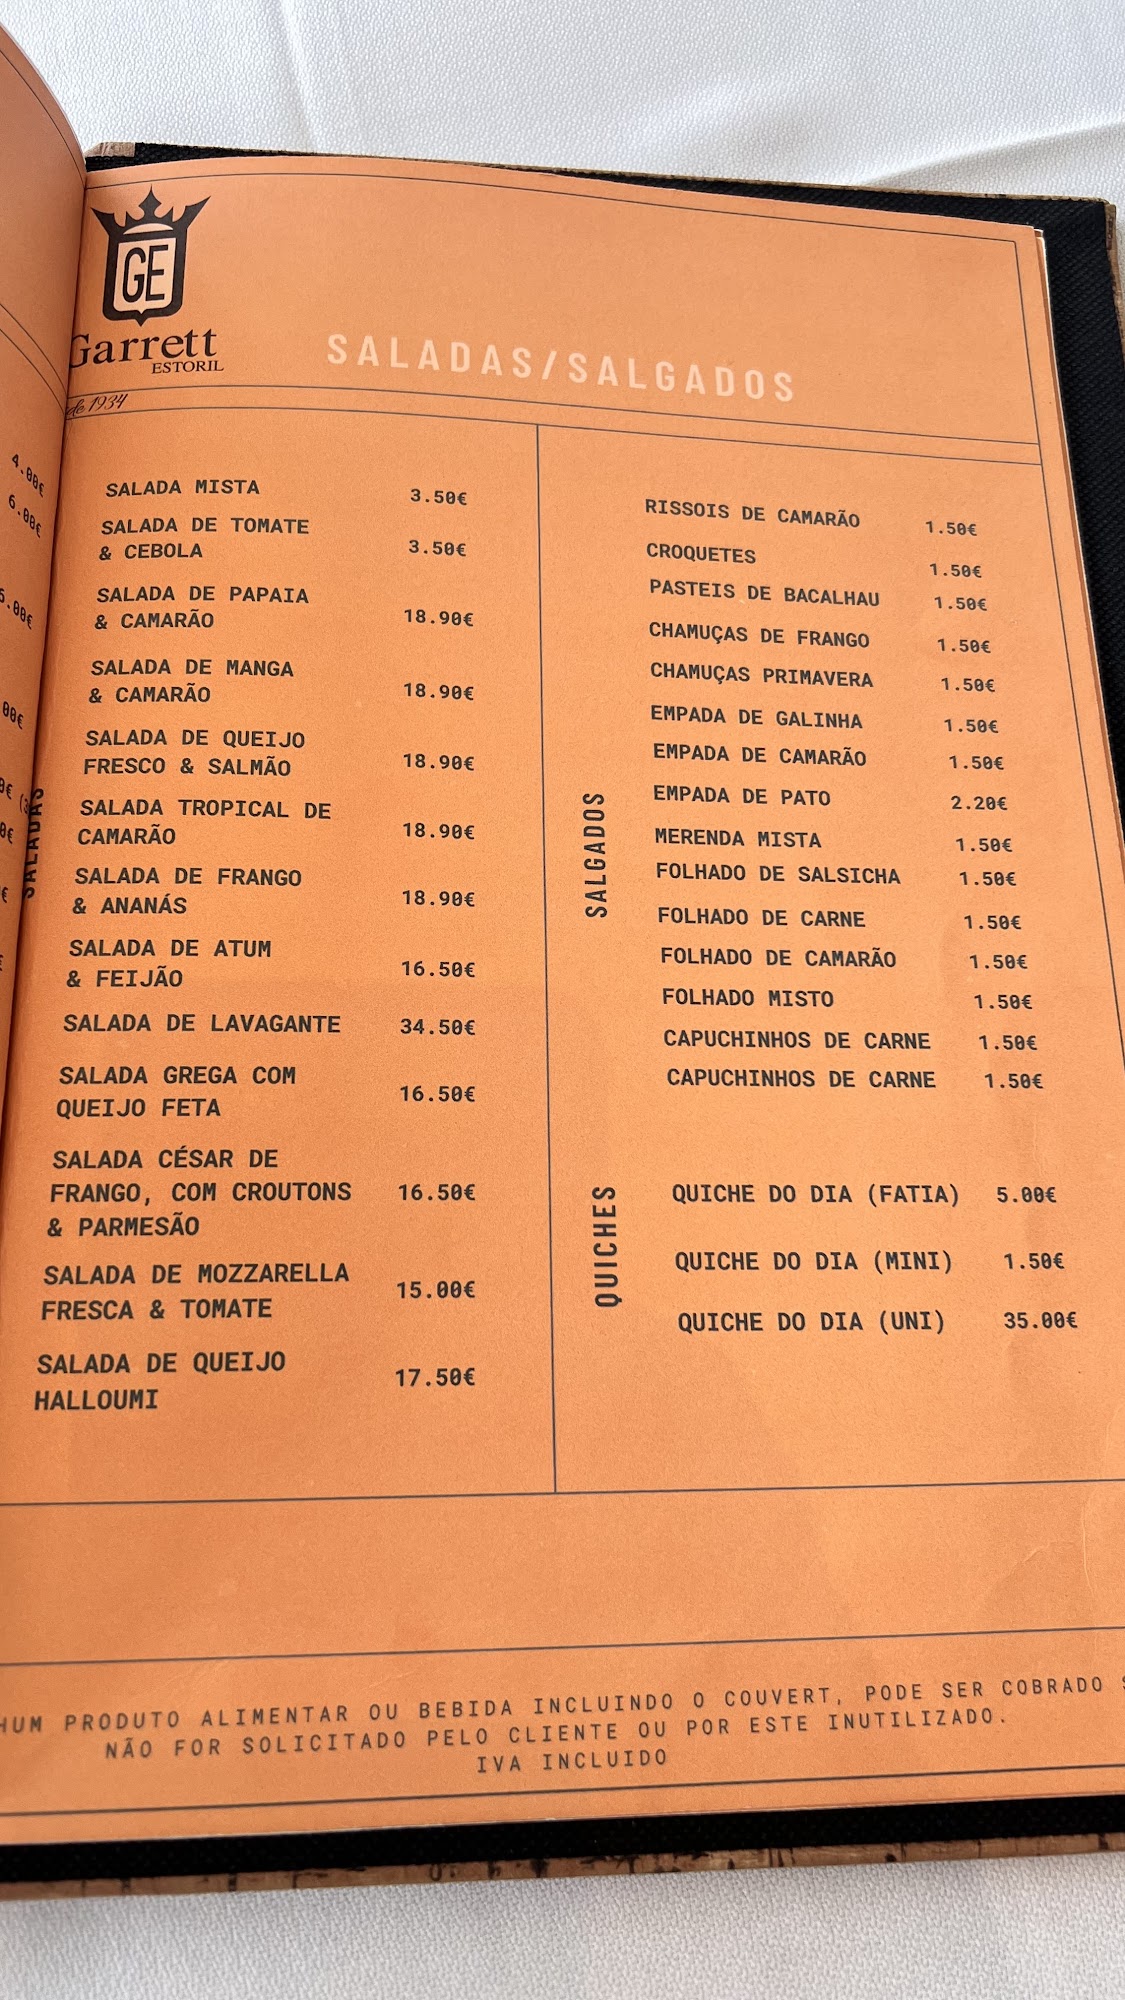 GE
Garrett
ESTORIL
de 1934
SALADAS/SALGADOS
4.00€
6.00€
5.00€
00€
SALADAS
SALADA MISTA 3.50€
SALADA DE TOMATE
& CEBOLA 3.50€
SALADA DE PAPAIA
& CAMARÃO 18.90€
SALADA DE MANGA
& CAMARÃO 18.90€
SALADA DE QUEIJO
FRESCO & SALMÃO 18.90€
SALADA TROPICAL DE
CAMARÃO 18.90€
SALADA DE FRANGO
& ANANÁS 18.90€
SALADA DE ATUM
& FEIJÃO 16.50€
SALADA DE LAVAGANTE 34.50€
SALADA GREGA COM
QUEIJO FETA 16.50€
SALADA CÉSAR DE
FRANGO, COM CROUTONS 16.50€
& PARMESÃO
SALADA DE MOZZARELLA
FRESCA & TOMATE 15.00€
SALADA DE QUEIJO
HALLOUMI 17.50€
SALGADOS
RISSOIS DE CAMARÃO 1.50€
CROQUETES 1.50€
PASTEIS DE BACALHAU 1.50€
CHAMUÇAS DE FRANGO 1.50€
CHAMUÇAS PRIMAVERA 1.50€
EMPADA DE GALINHA 1.50€
EMPADA DE CAMARÃO 1.50€
EMPADA DE PATO 2.20€
MERENDA MISTA 1.50€
FOLHADO DE SALSICHA 1.50€
FOLHADO DE CARNE 1.50€
FOLHADO DE CAMARÃO 1.50€
FOLHADO MISTO 1.50€
CAPUCHINHOS DE CARNE 1.50€
CAPUCHINHOS DE CARNE 1.50€
QUICHES
QUICHE DO DIA (FATIA) 5.00€
QUICHE DO DIA (MINI) 1.50€
QUICHE DO DIA (UNI) 35.00€
HUM PRODUTO ALIMENTAR OU BEBIDA INCLUINDO O COUVERT, PODE SER COBRADO S
NÃO FOR SOLICITADO PELO CLIENTE OU POR ESTE INUTILIZADO.
IVA INCLUIDO